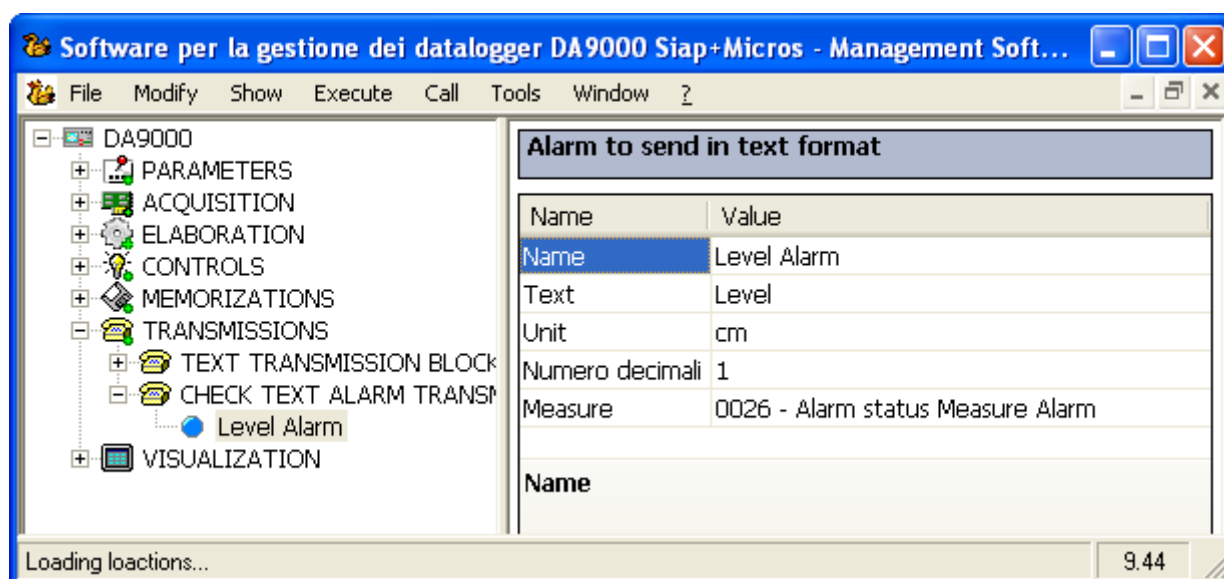 Software per la gestione dei datalogger DA9000 Siap+Micros - Management Soft...
File Modify Show Execute Call Tools Window ?
DA9000
PARAMETERS
ACQUISITION
ELABORATION
CONTROLS
MEMORIZATIONS
TRANSMISSIONS
TEXT TRANSMISSION BLOCK
CHECK TEXT ALARM TRANSM
Level Alarm
VISUALIZATION
Alarm to send in text format
Name Value
Name Level Alarm
Text Level
Unit cm
Numero decimali 1
Measure 0026 - Alarm status Measure Alarm
Name
Loading loactions... 9.44